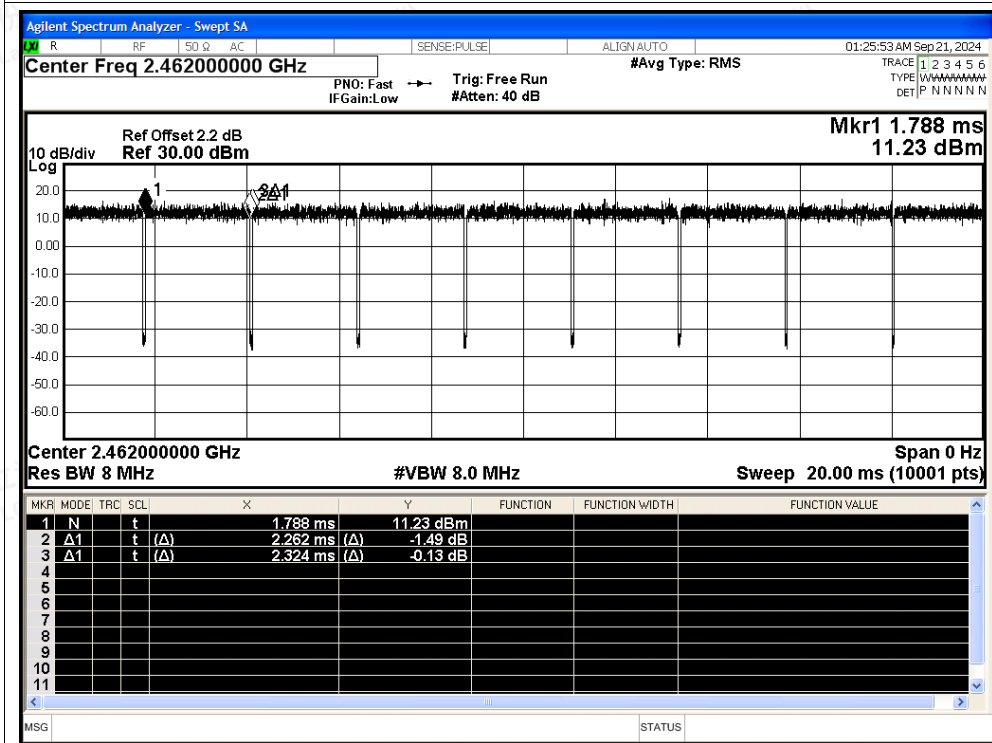 Agilent Spectrum Analyzer - Swept SA
LXI R RF 50 Ω AC SENSE:PULSE ALIGN AUTO 01:25:53 AM Sep 21, 2024
Center Freq 2.462000000 GHz #Avg Type: RMS TRACE 1 2 3 4 5 6
PNO: Fast Trig: Free Run TYPE WWWWWW
IFGain:Low #Atten: 40 dB DET P N N N N N
Mkr1 1.788 ms
Ref Offset 2.2 dB
10 dB/div Ref 30.00 dBm 11.23 dBm
Log
20.0
1
10.0
0.00
-10.0
-20.0
-30.0
-40.0
-50.0
-60.0
Center 2.462000000 GHz Span 0 Hz
Res BW 8 MHz #VBW 8.0 MHz Sweep 20.00 ms (10001 pts)
MKR MODE TRC SCL X Y FUNCTION FUNCTION WIDTH FUNCTION VALUE
1 N t 1.788 ms 11.23 dBm
2 Δ1 t (Δ) 2.262 ms (Δ) -1.49 dB
3 Δ1 t (Δ) 2.324 ms (Δ) -0.13 dB
4
5
6
7
8
9
10
11
MSG STATUS